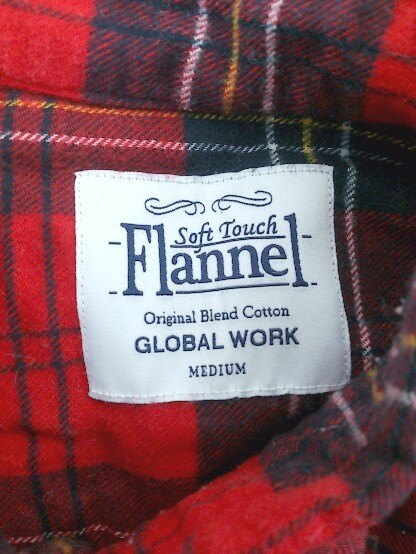 Soft Touch
Flannel
Original Blend Cotton
GLOBAL WORK
MEDIUM